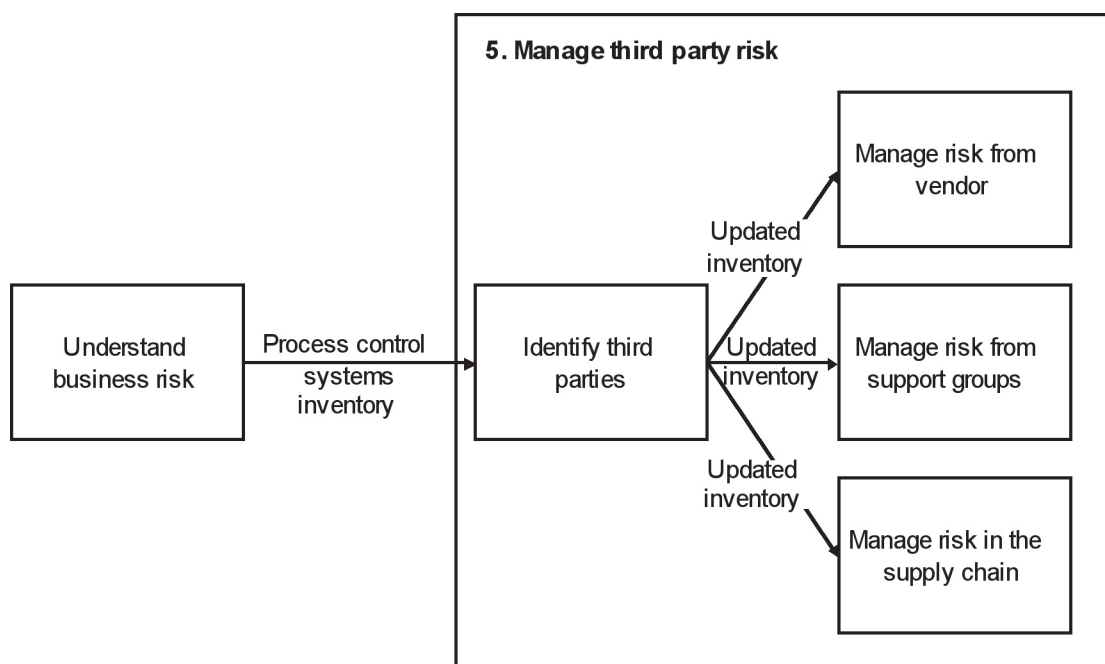 5. Manage third party risk
Manage risk from
vendor
Updated
inventory
Understand
business risk
Process control
systems
inventory
Identify third
parties
Updated
inventory
Manage risk from
support groups
Updated
inventory
Manage risk in the
supply chain